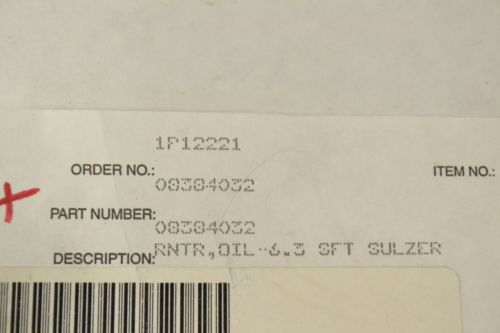 1P12221
ORDER NO.: ITEM NO.:
08384032
PART NUMBER:
08384032
DESCRIPTION: RNTR,OIL-6.3 SFT SULZER